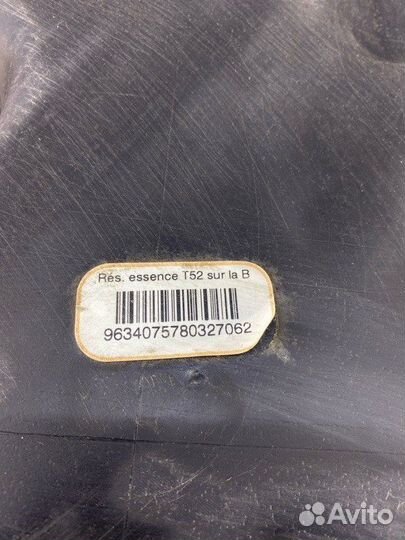 Rés. essence T52 sur la B
9634075780327062
Avito